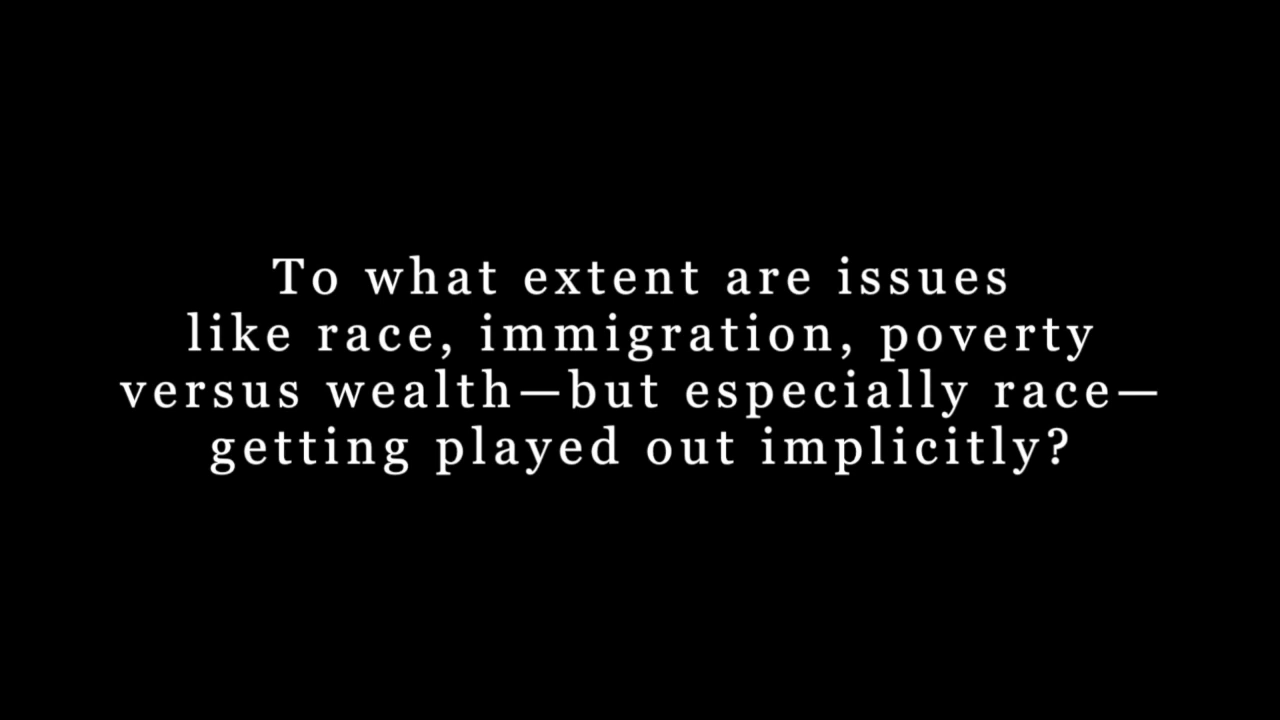 To what extent are issues
like race, immigration, poverty
versus wealth—but especially race—
getting played out implicitly?